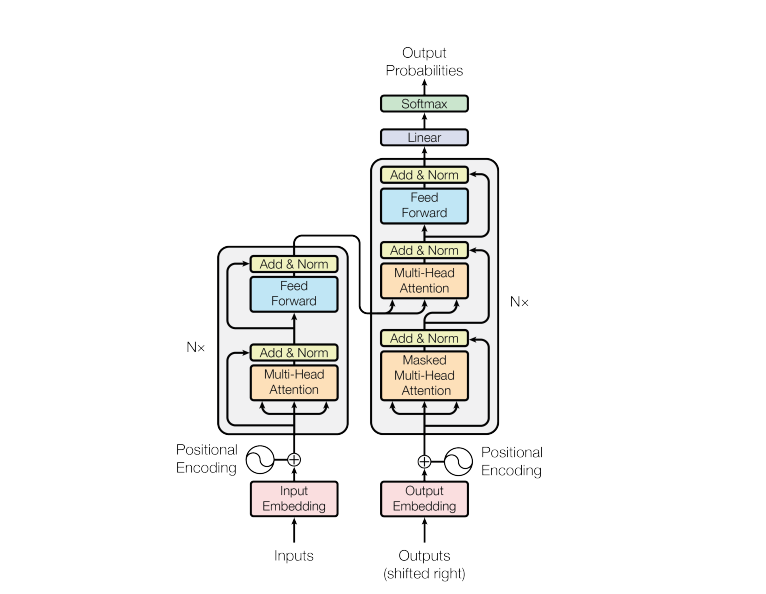 Output
Probabilities
Softmax
Linear
Add & Norm
Feed
Forward
Add & Norm
Multi-Head
Attention
Add & Norm
Masked
Multi-Head
Attention
N×
Add & Norm
Feed
Forward
Add & Norm
Multi-Head
Attention
N×
Positional
Encoding
Positional
Encoding
Input
Embedding
Output
Embedding
Inputs
Outputs
(shifted right)